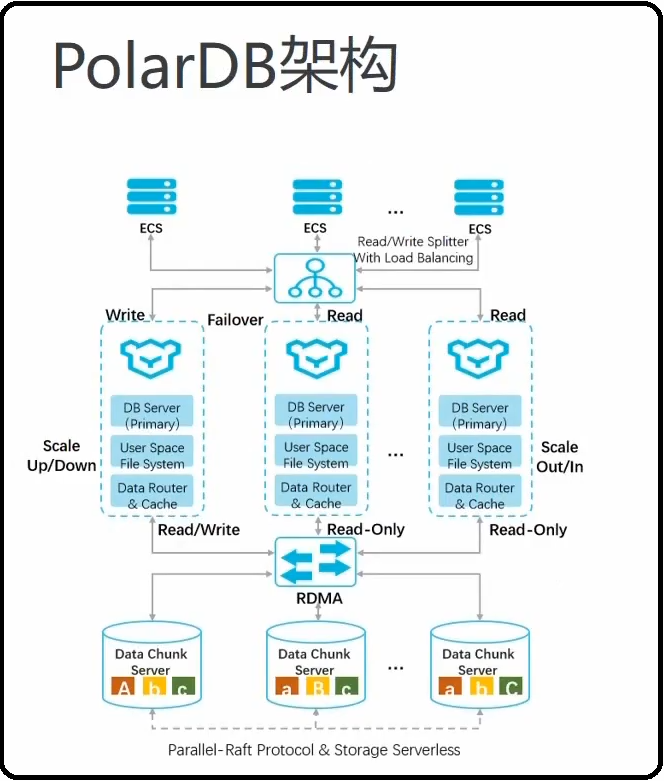 PolarDB架构
ECS
ECS
...
ECS
Read/Write Splitter
With Load Balancing
Write
Failover
Read
Read
DB Server
(Primary)
User Space
File System
Data Router
& Cache
DB Server
(Primary)
User Space
File System
Data Router
& Cache
...
DB Server
(Primary)
User Space
File System
Data Router
& Cache
Scale
Up/Down
Scale
Out/In
Read/Write
Read-Only
Read-Only
RDMA
Data Chunk
Server
A b c
Data Chunk
Server
a B c
...
Data Chunk
Server
a b C
Parallel-Raft Protocol & Storage Serverless